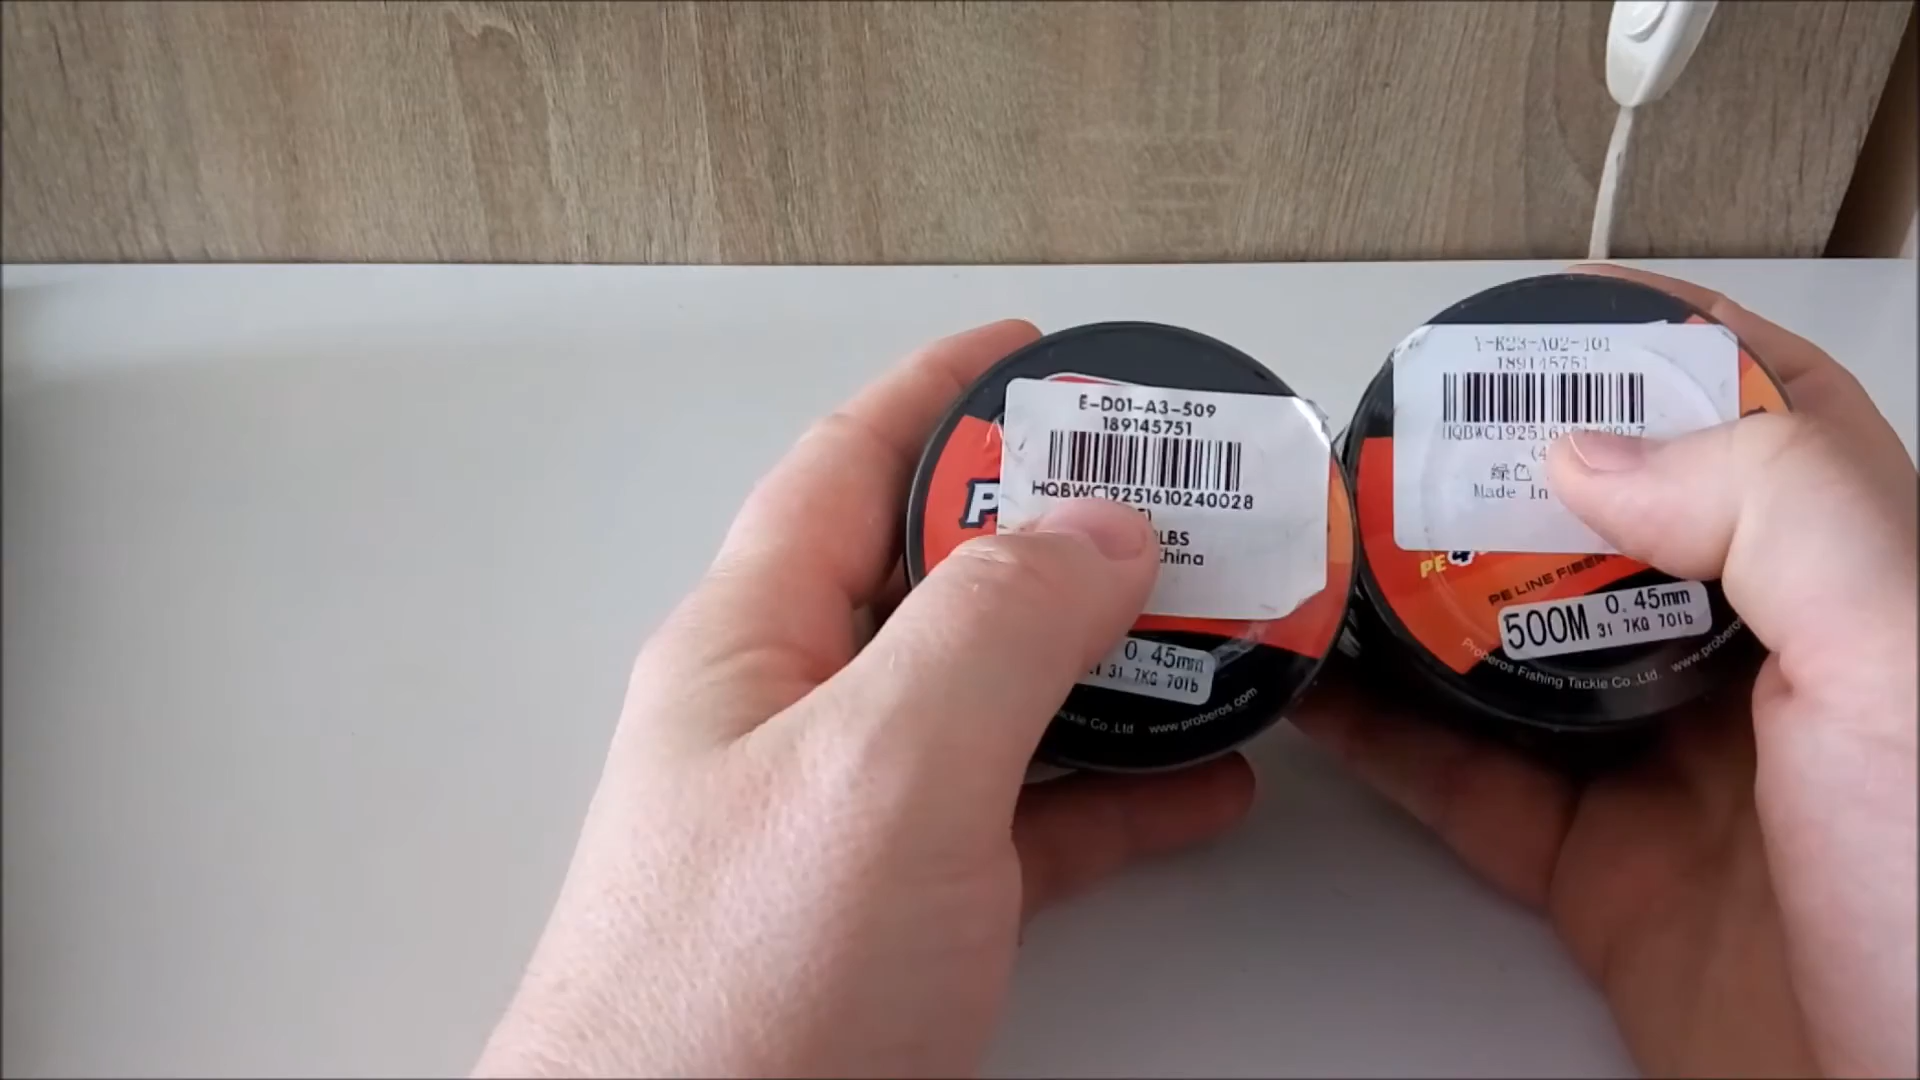 E-D01-A3-509
189145751
HQBWC19251610240028
LBS
China
P
0.45mm
31 7KG 70lb
ckle Co .Ltd www.proberos.com
Y-K23-A02-101
189145751
HQBWC192516
(4
绿色
Made In
PE4
PE LINE FIBER
500M 0.45mm
31 7KG 70lb
Proberos Fishing Tackle Co .Ltd. www.proberos